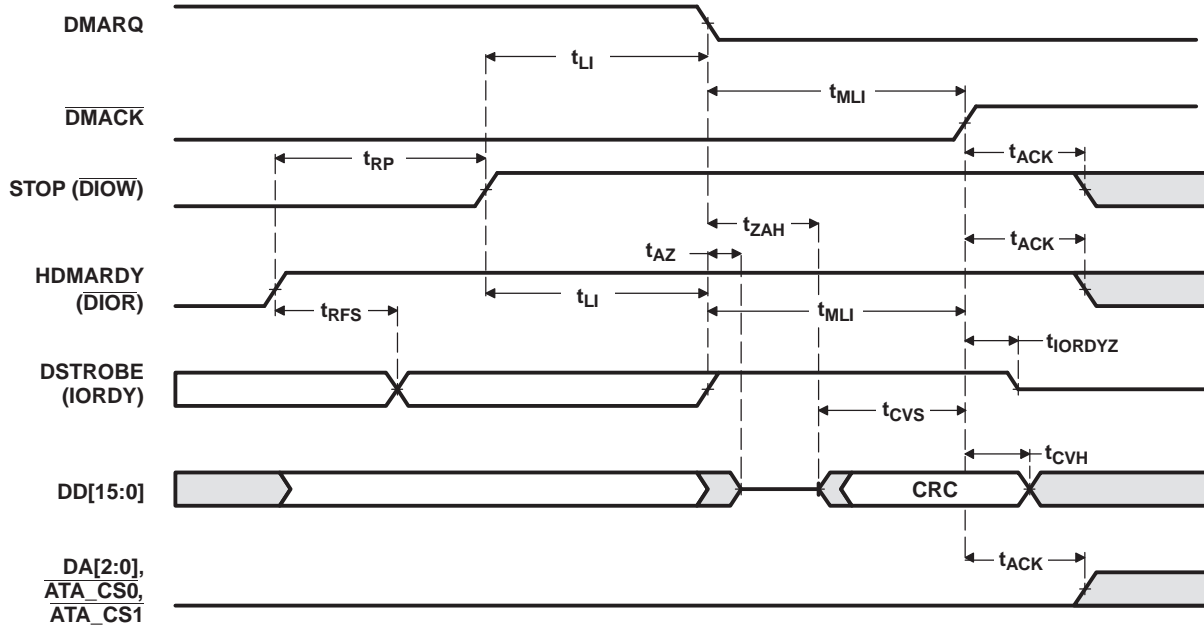 DMARQ
tLI
tMLI
DMACK
tACK
tRP
STOP (DIOW)
tZAH
tACK
tAZ
HDMARDY
(DIOR)
tLI
tMLI
tRFS
tIORDYZ
DSTROBE
(IORDY)
tCVS
tCVH
DD[15:0]
CRC
tACK
DA[2:0],
ATA_CS0,
ATA_CS1